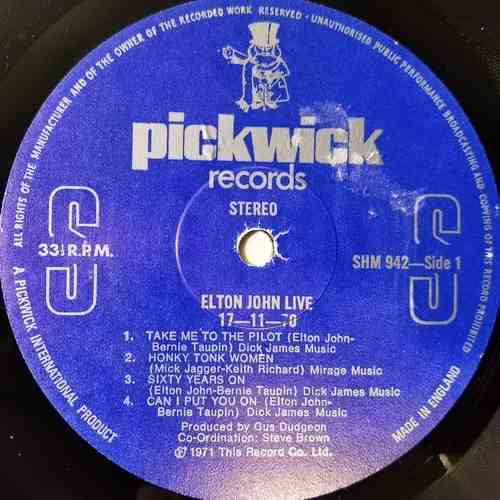 ALL RIGHTS OF THE MANUFACTURER AND OF THE OWNER OF THE RECORDED WORK RESERVED - UNAUTHORISED PUBLIC PERFORMANCE BROADCASTING AND COPYING OF THIS RECORD PROHIBITED
pickwick
records
STEREO
S S
33⅓ R.P.M.
SHM 942—Side 1
ELTON JOHN LIVE
17—11—70
1. TAKE ME TO THE PILOT (Elton John-
Bernie Taupin) Dick James Music
2. HONKY TONK WOMEN
(Mick Jagger-Keith Richard) Mirage Music
3. SIXTY YEARS ON
(Elton John-Bernie Taupin) Dick James Music
4. CAN I PUT YOU ON (Elton John-
Bernie Taupin) Dick James Music
Produced by Gus Dudgeon
Co-Ordination: Steve Brown
℗ 1971 This Record Co. Ltd.
A PICKWICK INTERNATIONAL PRODUCT
MADE IN ENGLAND